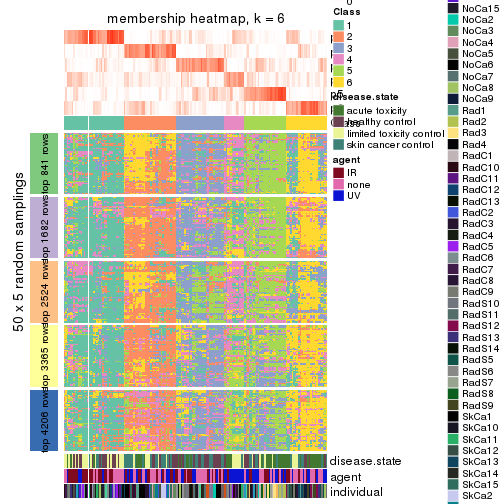 membership heatmap, k = 6
50 x 5 random samplings
top 841 rows
top 1682 rows
top 2524 rows
top 3365 rows
top 4206 rows
disease.state
agent
individual
Class
1
2
3
4
5
6
disease.state
acute toxicity
healthy control
limited toxicity control
skin cancer control
agent
IR
none
UV
NoCa15
NoCa2
NoCa3
NoCa4
NoCa5
NoCa6
NoCa7
NoCa8
NoCa9
Rad1
Rad2
Rad3
Rad4
RadC1
RadC10
RadC11
RadC12
RadC13
RadC2
RadC3
RadC4
RadC5
RadC6
RadC7
RadC8
RadC9
RadS10
RadS11
RadS12
RadS13
RadS14
RadS5
RadS6
RadS7
RadS8
RadS9
SkCa1
SkCa10
SkCa11
SkCa12
SkCa13
SkCa14
SkCa15